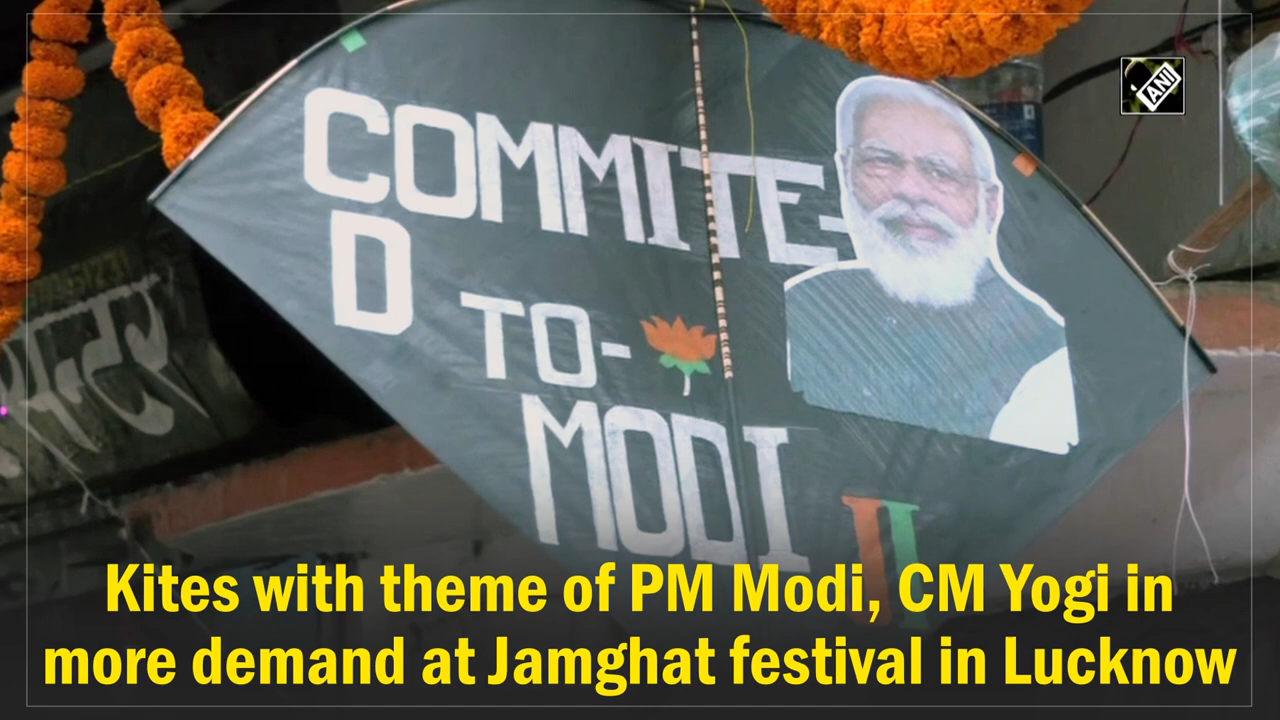 ANI
COMMITE-
D
TO-
MODI
Kites with theme of PM Modi, CM Yogi in
more demand at Jamghat festival in Lucknow